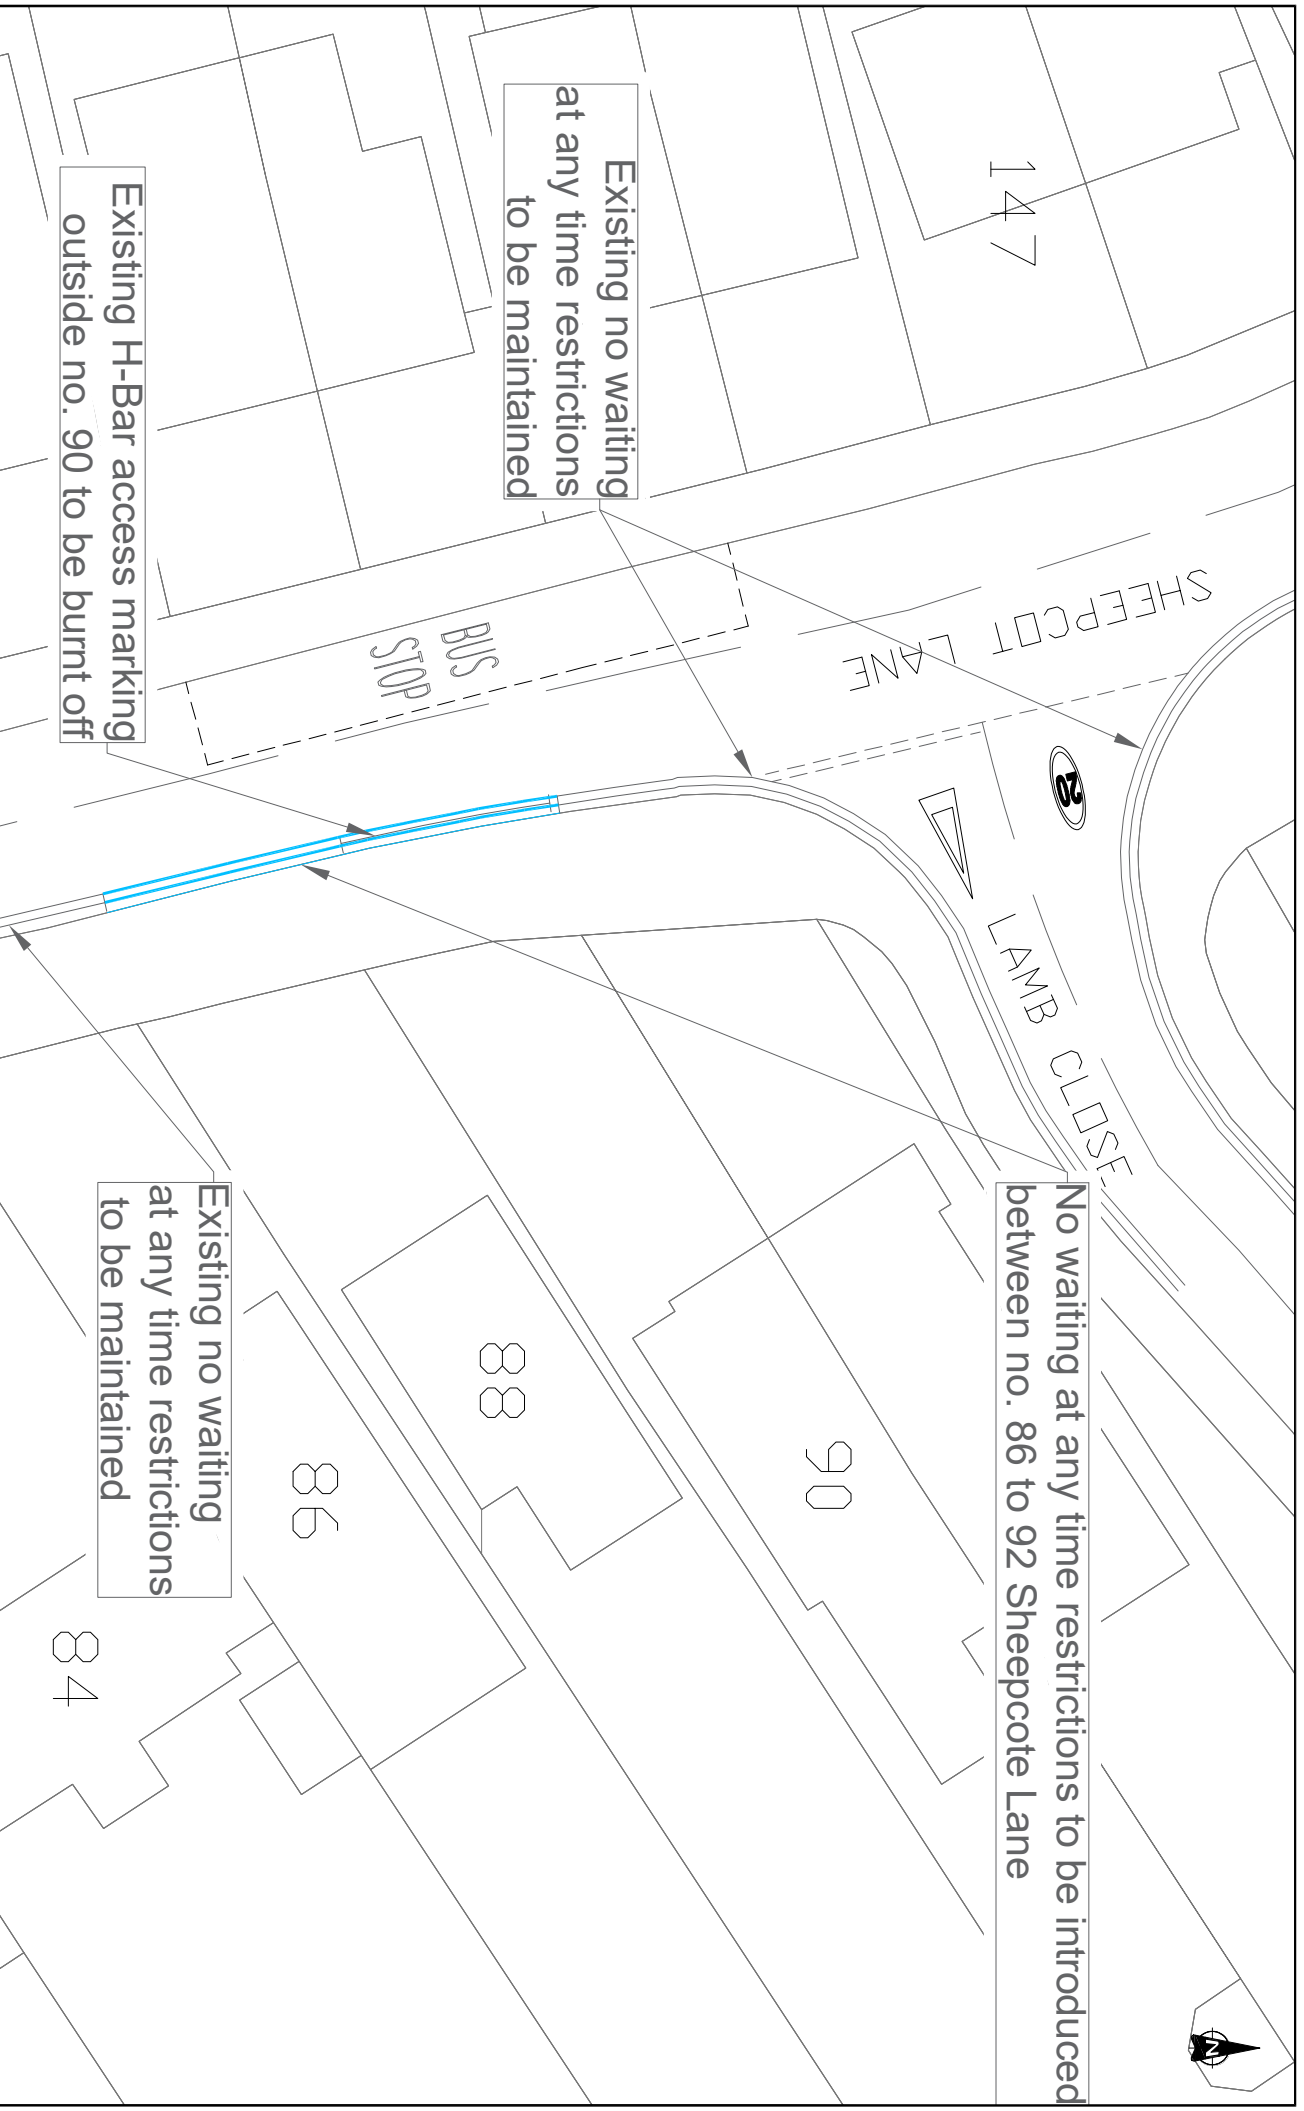 147
Existing no waiting
at any time restrictions
to be maintained
Existing H-Bar access marking
outside no. 90 to be burnt off
SHEEPCOT LANE
BUS
STOP
20
LAMB CLOSE
No waiting at any time restrictions to be introduced
between no. 86 to 92 Sheepcote Lane
Existing no waiting
at any time restrictions
to be maintained
90
88
86
84
N